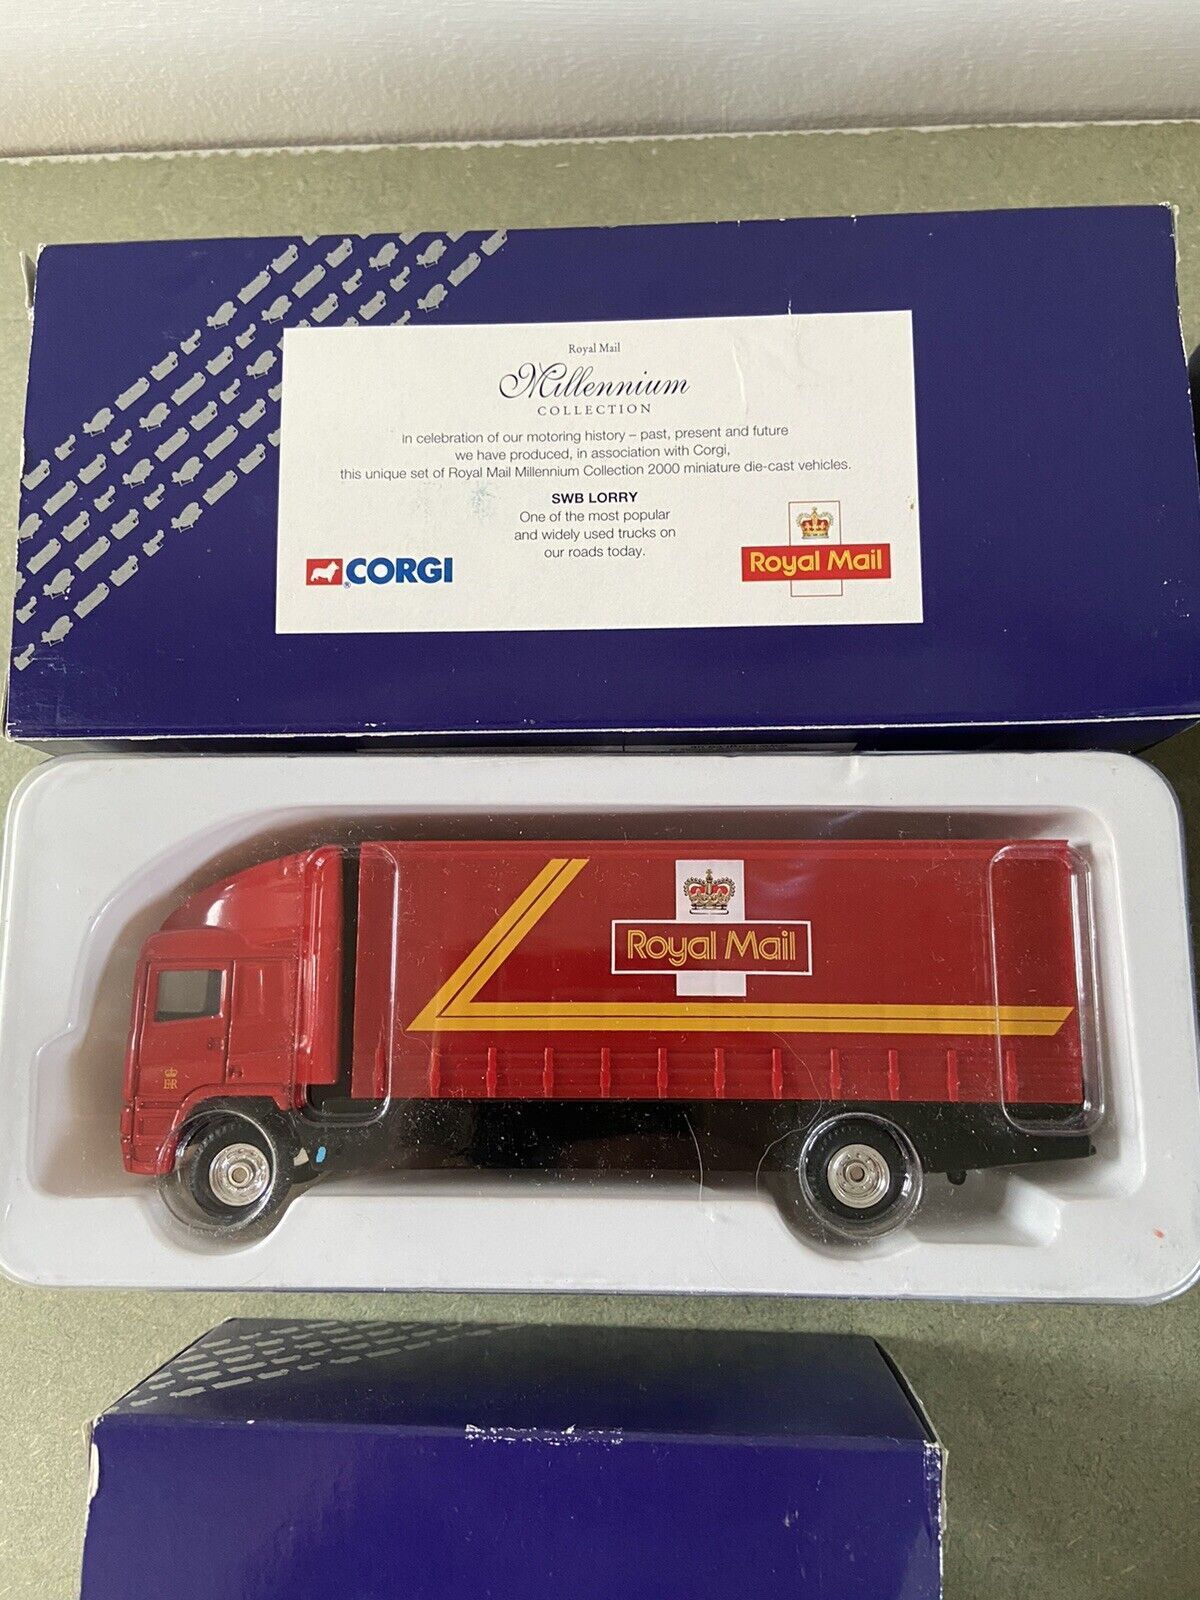 Royal Mail
Millennium
COLLECTION
in celebration of our motoring history – past, present and future
we have produced, in association with Corgi,
this unique set of Royal Mail Millennium Collection 2000 miniature die-cast vehicles.
SWB LORRY
One of the most popular
and widely used trucks on
our roads today.
CORGI®
Royal Mail
Royal Mail
E R